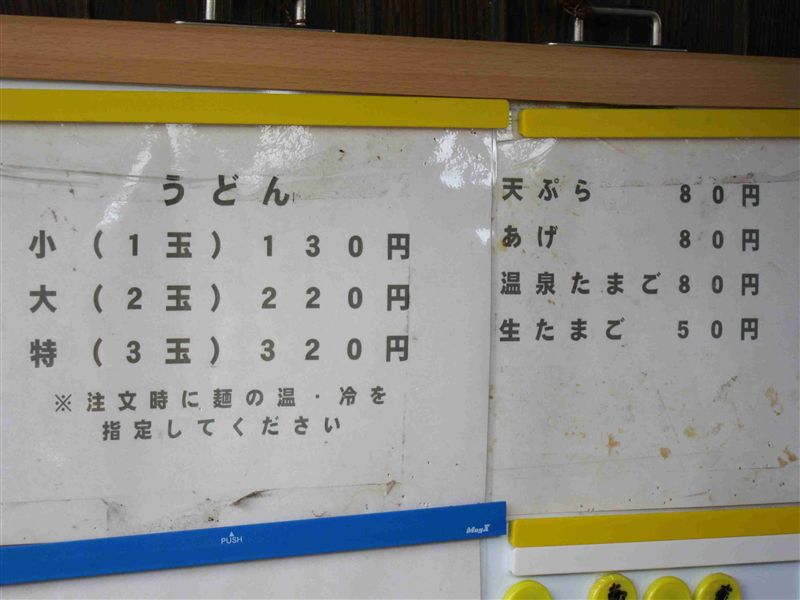 うどん
小(1玉)130円
大(2玉)220円
特(3玉)320円
※注文時に麺の温・冷を
指定してください
PUSH
MagX
天ぷら 80円
あげ 80円
温泉たまご80円
生たまご 50円